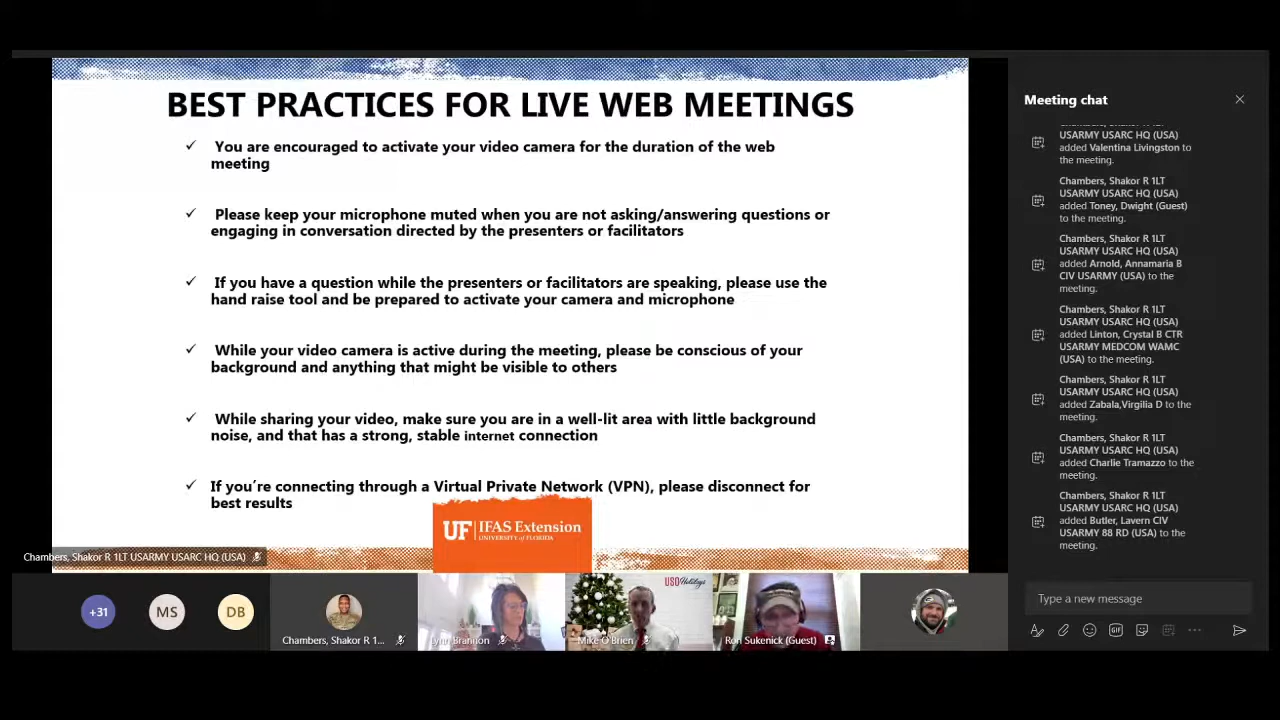 BEST PRACTICES FOR LIVE WEB MEETINGS
✓ You are encouraged to activate your video camera for the duration of the web
meeting
✓ Please keep your microphone muted when you are not asking/answering questions or
engaging in conversation directed by the presenters or facilitators
✓ If you have a question while the presenters or facilitators are speaking, please use the
hand raise tool and be prepared to activate your camera and microphone
✓ While your video camera is active during the meeting, please be conscious of your
background and anything that might be visible to others
✓ While sharing your video, make sure you are in a well-lit area with little background
noise, and that has a strong, stable internet connection
✓ If you're connecting through a Virtual Private Network (VPN), please disconnect for
best results
UF | IFAS Extension
UNIVERSITY of FLORIDA
Chambers, Shakor R 1LT USARMY USARC HQ (USA)
+31
MS
DB
Chambers, Shakor R 1...
Lynn Brannon
USO Holidays
Mike O'Brien
Ron Sukenick (Guest)
Meeting chat
USARMY USARC HQ (USA)
added Valentina Livingston to
the meeting.
Chambers, Shakor R 1LT
USARMY USARC HQ (USA)
added Toney, Dwight (Guest)
to the meeting.
Chambers, Shakor R 1LT
USARMY USARC HQ (USA)
added Arnold, Annamaria B
CIV USARMY (USA) to the
meeting.
Chambers, Shakor R 1LT
USARMY USARC HQ (USA)
added Linton, Crystal B CTR
USARMY MEDCOM WAMC
(USA) to the meeting.
Chambers, Shakor R 1LT
USARMY USARC HQ (USA)
added Zabala,Virgilia D to the
meeting.
Chambers, Shakor R 1LT
USARMY USARC HQ (USA)
added Charlie Tramazzo to the
meeting.
Chambers, Shakor R 1LT
USARMY USARC HQ (USA)
added Butler, Lavern CIV
USARMY 88 RD (USA) to the
meeting.
Type a new message
GIF